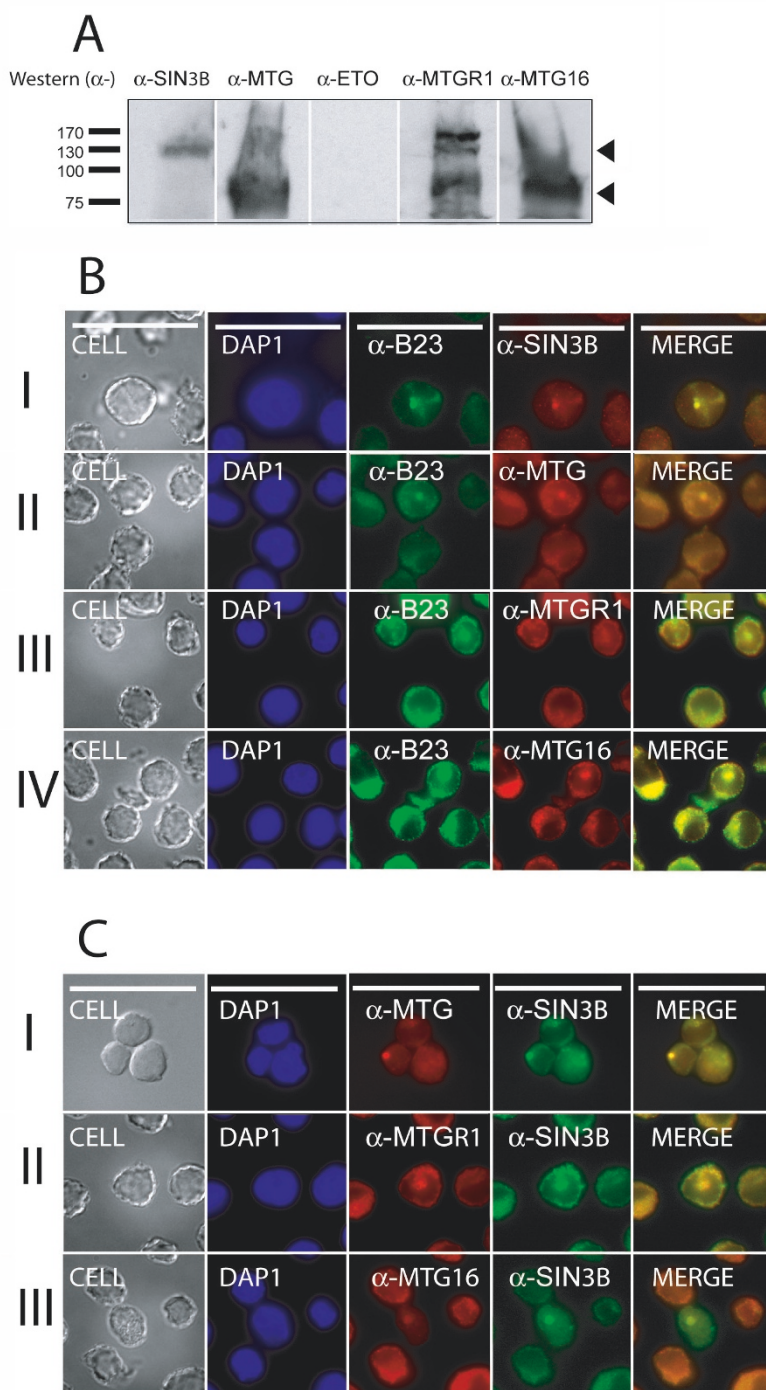 A
Western (α-) α-SIN3B α-MTG α-ETO α-MTGR1 α-MTG16
170
130
100
75
B
I CELL DAP1 α-B23 α-SIN3B MERGE
II CELL DAP1 α-B23 α-MTG MERGE
III CELL DAP1 α-B23 α-MTGR1 MERGE
IV CELL DAP1 α-B23 α-MTG16 MERGE
C
I CELL DAP1 α-MTG α-SIN3B MERGE
II CELL DAP1 α-MTGR1 α-SIN3B MERGE
III CELL DAP1 α-MTG16 α-SIN3B MERGE